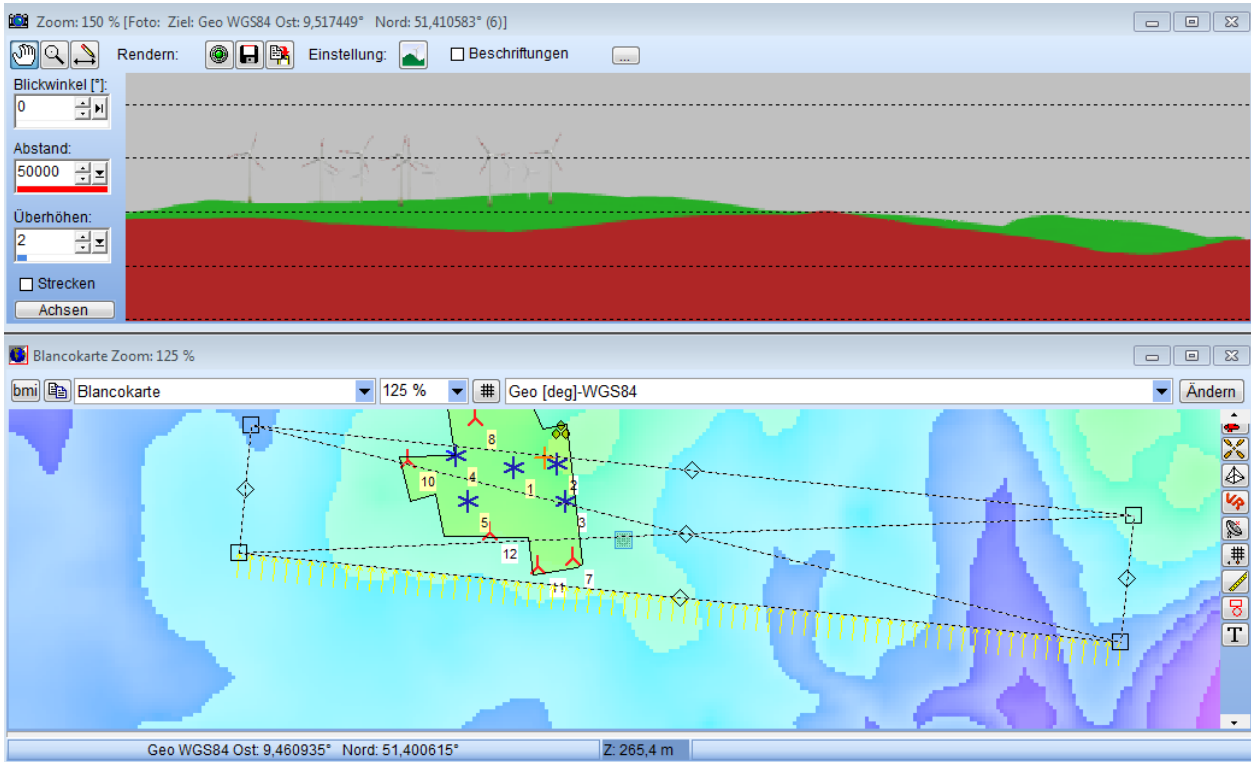 Zoom: 150 % [Foto: Ziel: Geo WGS84 Ost: 9,517449° Nord: 51,410583° (6)]
Rendern: Einstellung: Beschriftungen ...
Blickwinkel [°]:
0
Abstand:
50000
Überhöhen:
2
Strecken
Achsen
Blancokarte Zoom: 125 %
bmi Blancokarte 125 % Geo [deg]-WGS84 Ändern
8
10 4 1 2
5 3
12
11 7
VR
T
Geo WGS84 Ost: 9,460935° Nord: 51,400615° Z: 265,4 m